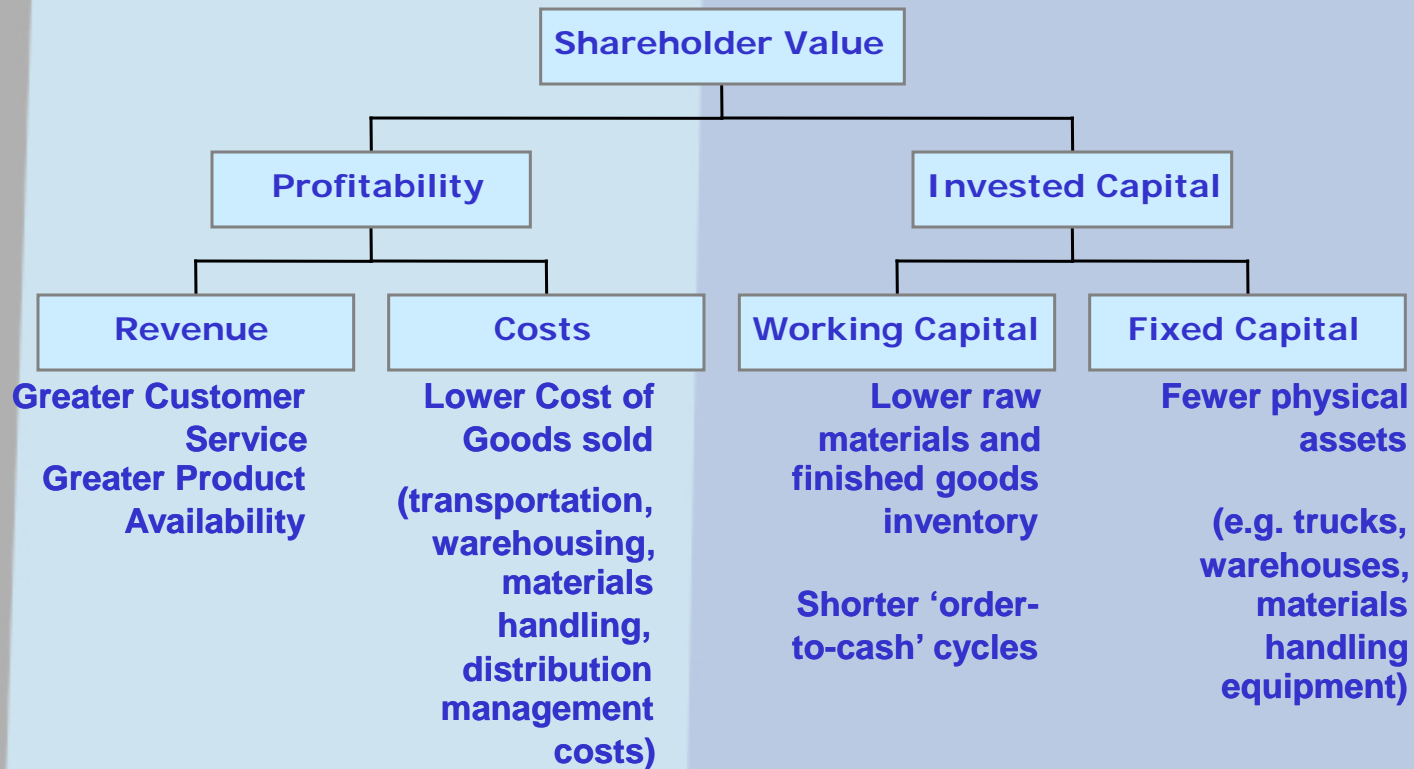 Shareholder Value
Profitability
Invested Capital
Revenue
Costs
Working Capital
Fixed Capital
Greater Customer
Service
Greater Product
Availability
Lower Cost of
Goods sold
(transportation,
warehousing,
materials
handling,
distribution
management
costs)
Lower raw
materials and
finished goods
inventory
Shorter ‘order-
to-cash’ cycles
Fewer physical
assets
(e.g. trucks,
warehouses,
materials
handling
equipment)